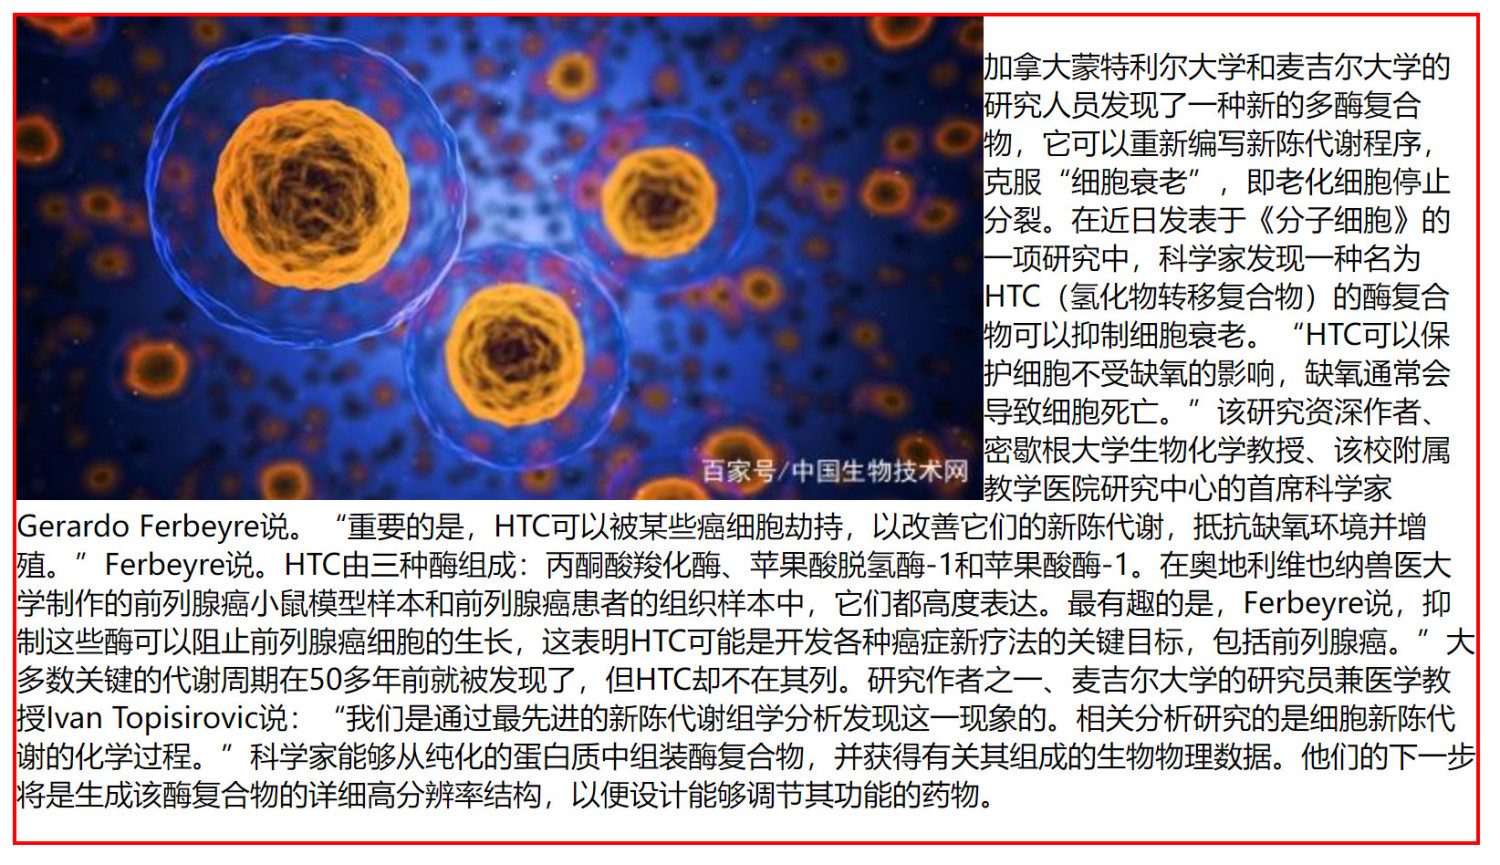 加拿大蒙特利尔大学和麦吉尔大学的
研究人员发现了一种新的多酶复合
物，它可以重新编写新陈代谢程序，
克服“细胞衰老”，即老化细胞停止
分裂。在近日发表于《分子细胞》的
一项研究中，科学家发现一种名为
HTC（氢化物转移复合物）的酶复合
物可以抑制细胞衰老。“HTC可以保
护细胞不受缺氧的影响，缺氧通常会
导致细胞死亡。”该研究资深作者、
密歇根大学生物化学教授、该校附属
百家号/中国生物技术网
教学医院研究中心的首席科学家
Gerardo Ferbeyre说。“重要的是，HTC可以被某些癌细胞劫持，以改善它们的新陈代谢，抵抗缺氧环境并增
殖。”Ferbeyre说。HTC由三种酶组成：丙酮酸羧化酶、苹果酸脱氢酶-1和苹果酸酶-1。在奥地利维也纳兽医大
学制作的前列腺癌小鼠模型样本和前列腺癌患者的组织样本中，它们都高度表达。最有趣的是，Ferbeyre说，抑
制这些酶可以阻止前列腺癌细胞的生长，这表明HTC可能是开发各种癌症新疗法的关键目标，包括前列腺癌。”大
多数关键的代谢周期在50多年前就被发现了，但HTC却不在其列。研究作者之一、麦吉尔大学的研究员兼医学教
授Ivan Topisirovic说：“我们是通过最先进的新陈代谢组学分析发现这一现象的。相关分析研究的是细胞新陈代
谢的化学过程。”科学家能够从纯化的蛋白质中组装酶复合物，并获得有关其组成的生物物理数据。他们的下一步
将是生成该酶复合物的详细高分辨率结构，以便设计能够调节其功能的药物。